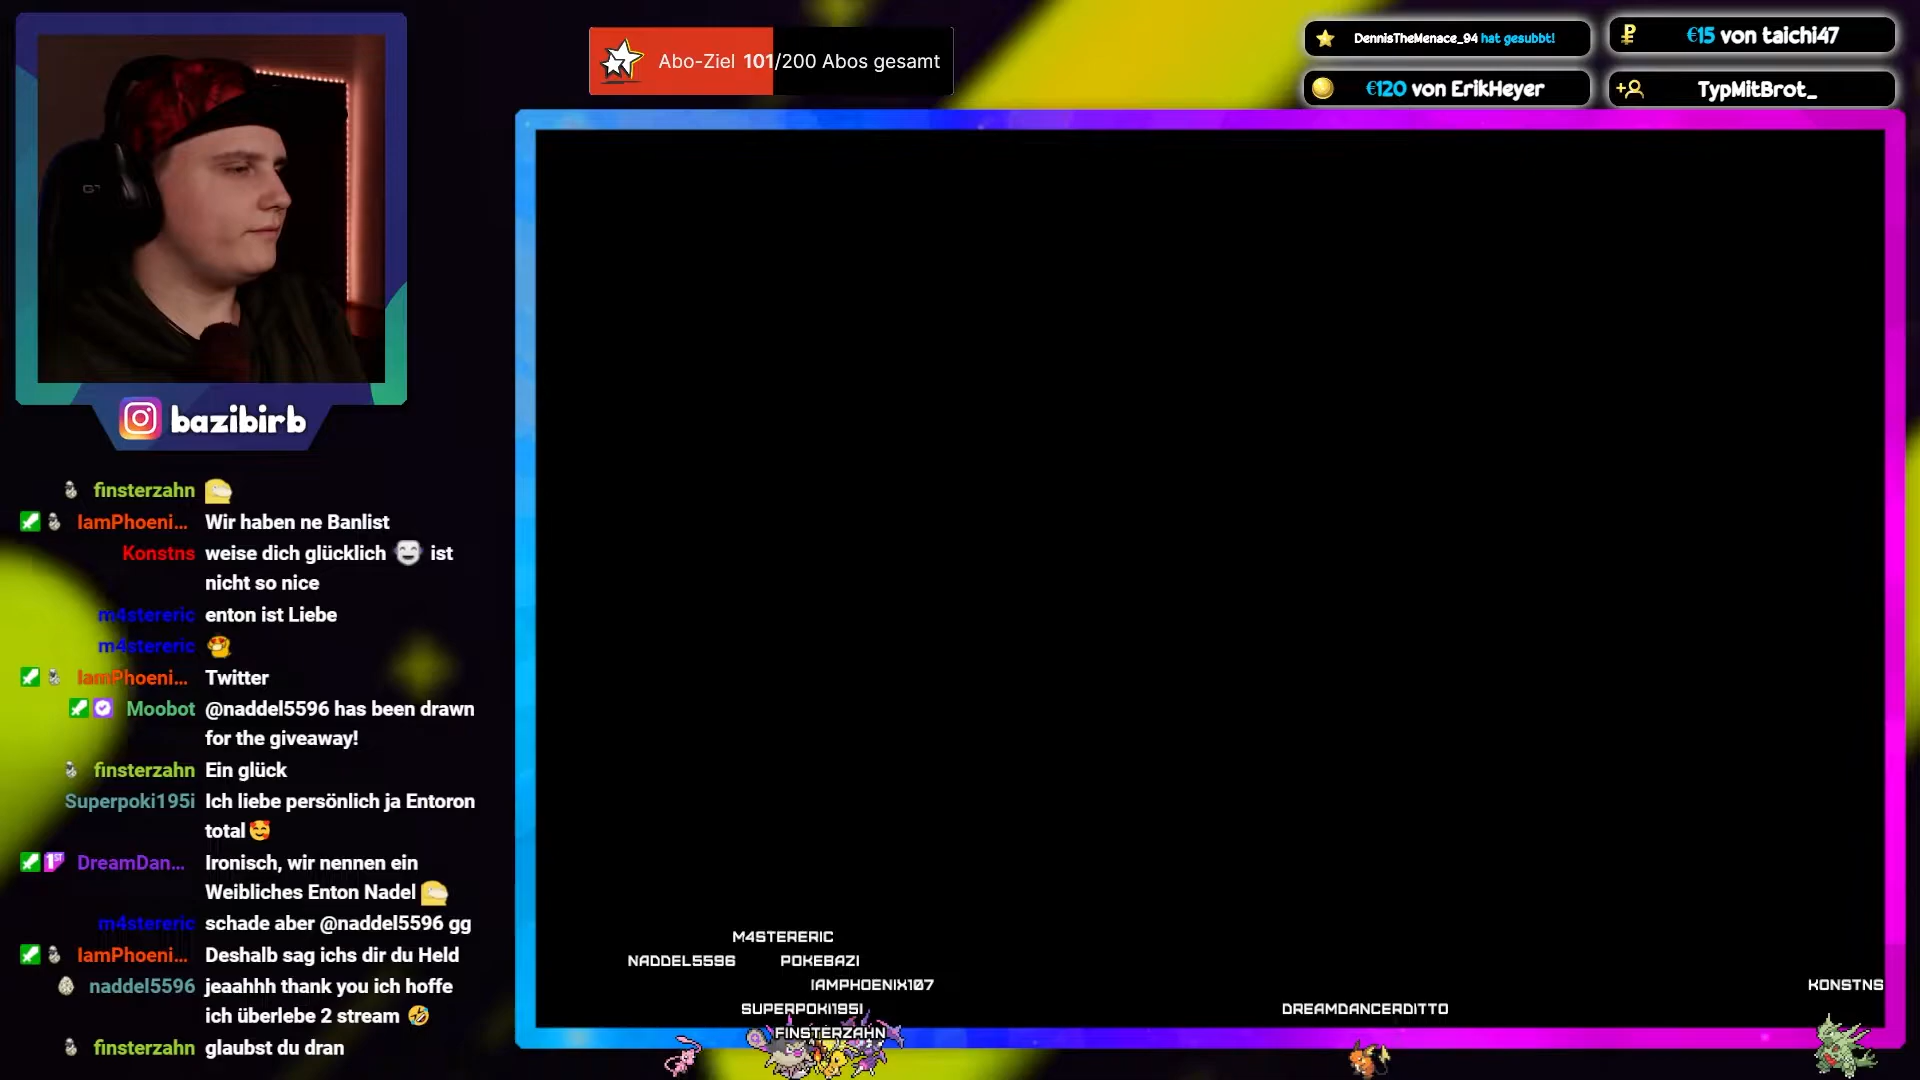 Abo-Ziel 101/200 Abos gesamt
DennisTheMenace_94 hat gesubbt!
€15 von taichi47
€120 von ErikHeyer
TypMitBrot_
bazibirb
finsterzahn
IamPhoeni... Wir haben ne Banlist
Konstns weise dich glücklich ist
nicht so nice
m4stereric enton ist Liebe
m4stereric
IamPhoeni... Twitter
Moobot @naddel5596 has been drawn
for the giveaway!
finsterzahn Ein glück
Superpoki195i Ich liebe persönlich ja Entoron
total
DreamDan... Ironisch, wir nennen ein
Weibliches Enton Nadel
m4stereric schade aber @naddel5596 gg
IamPhoeni... Deshalb sag ichs dir du Held
naddel5596 jeaahhh thank you ich hoffe
ich überlebe 2 stream
finsterzahn glaubst du dran
M4STERERIC
NADDEL5596 POKEBAZI
IAMPHOENIX107
KONSTNS
SUPERPOKI195I
DREAMDANCERDITTO
FINSTERZAHN